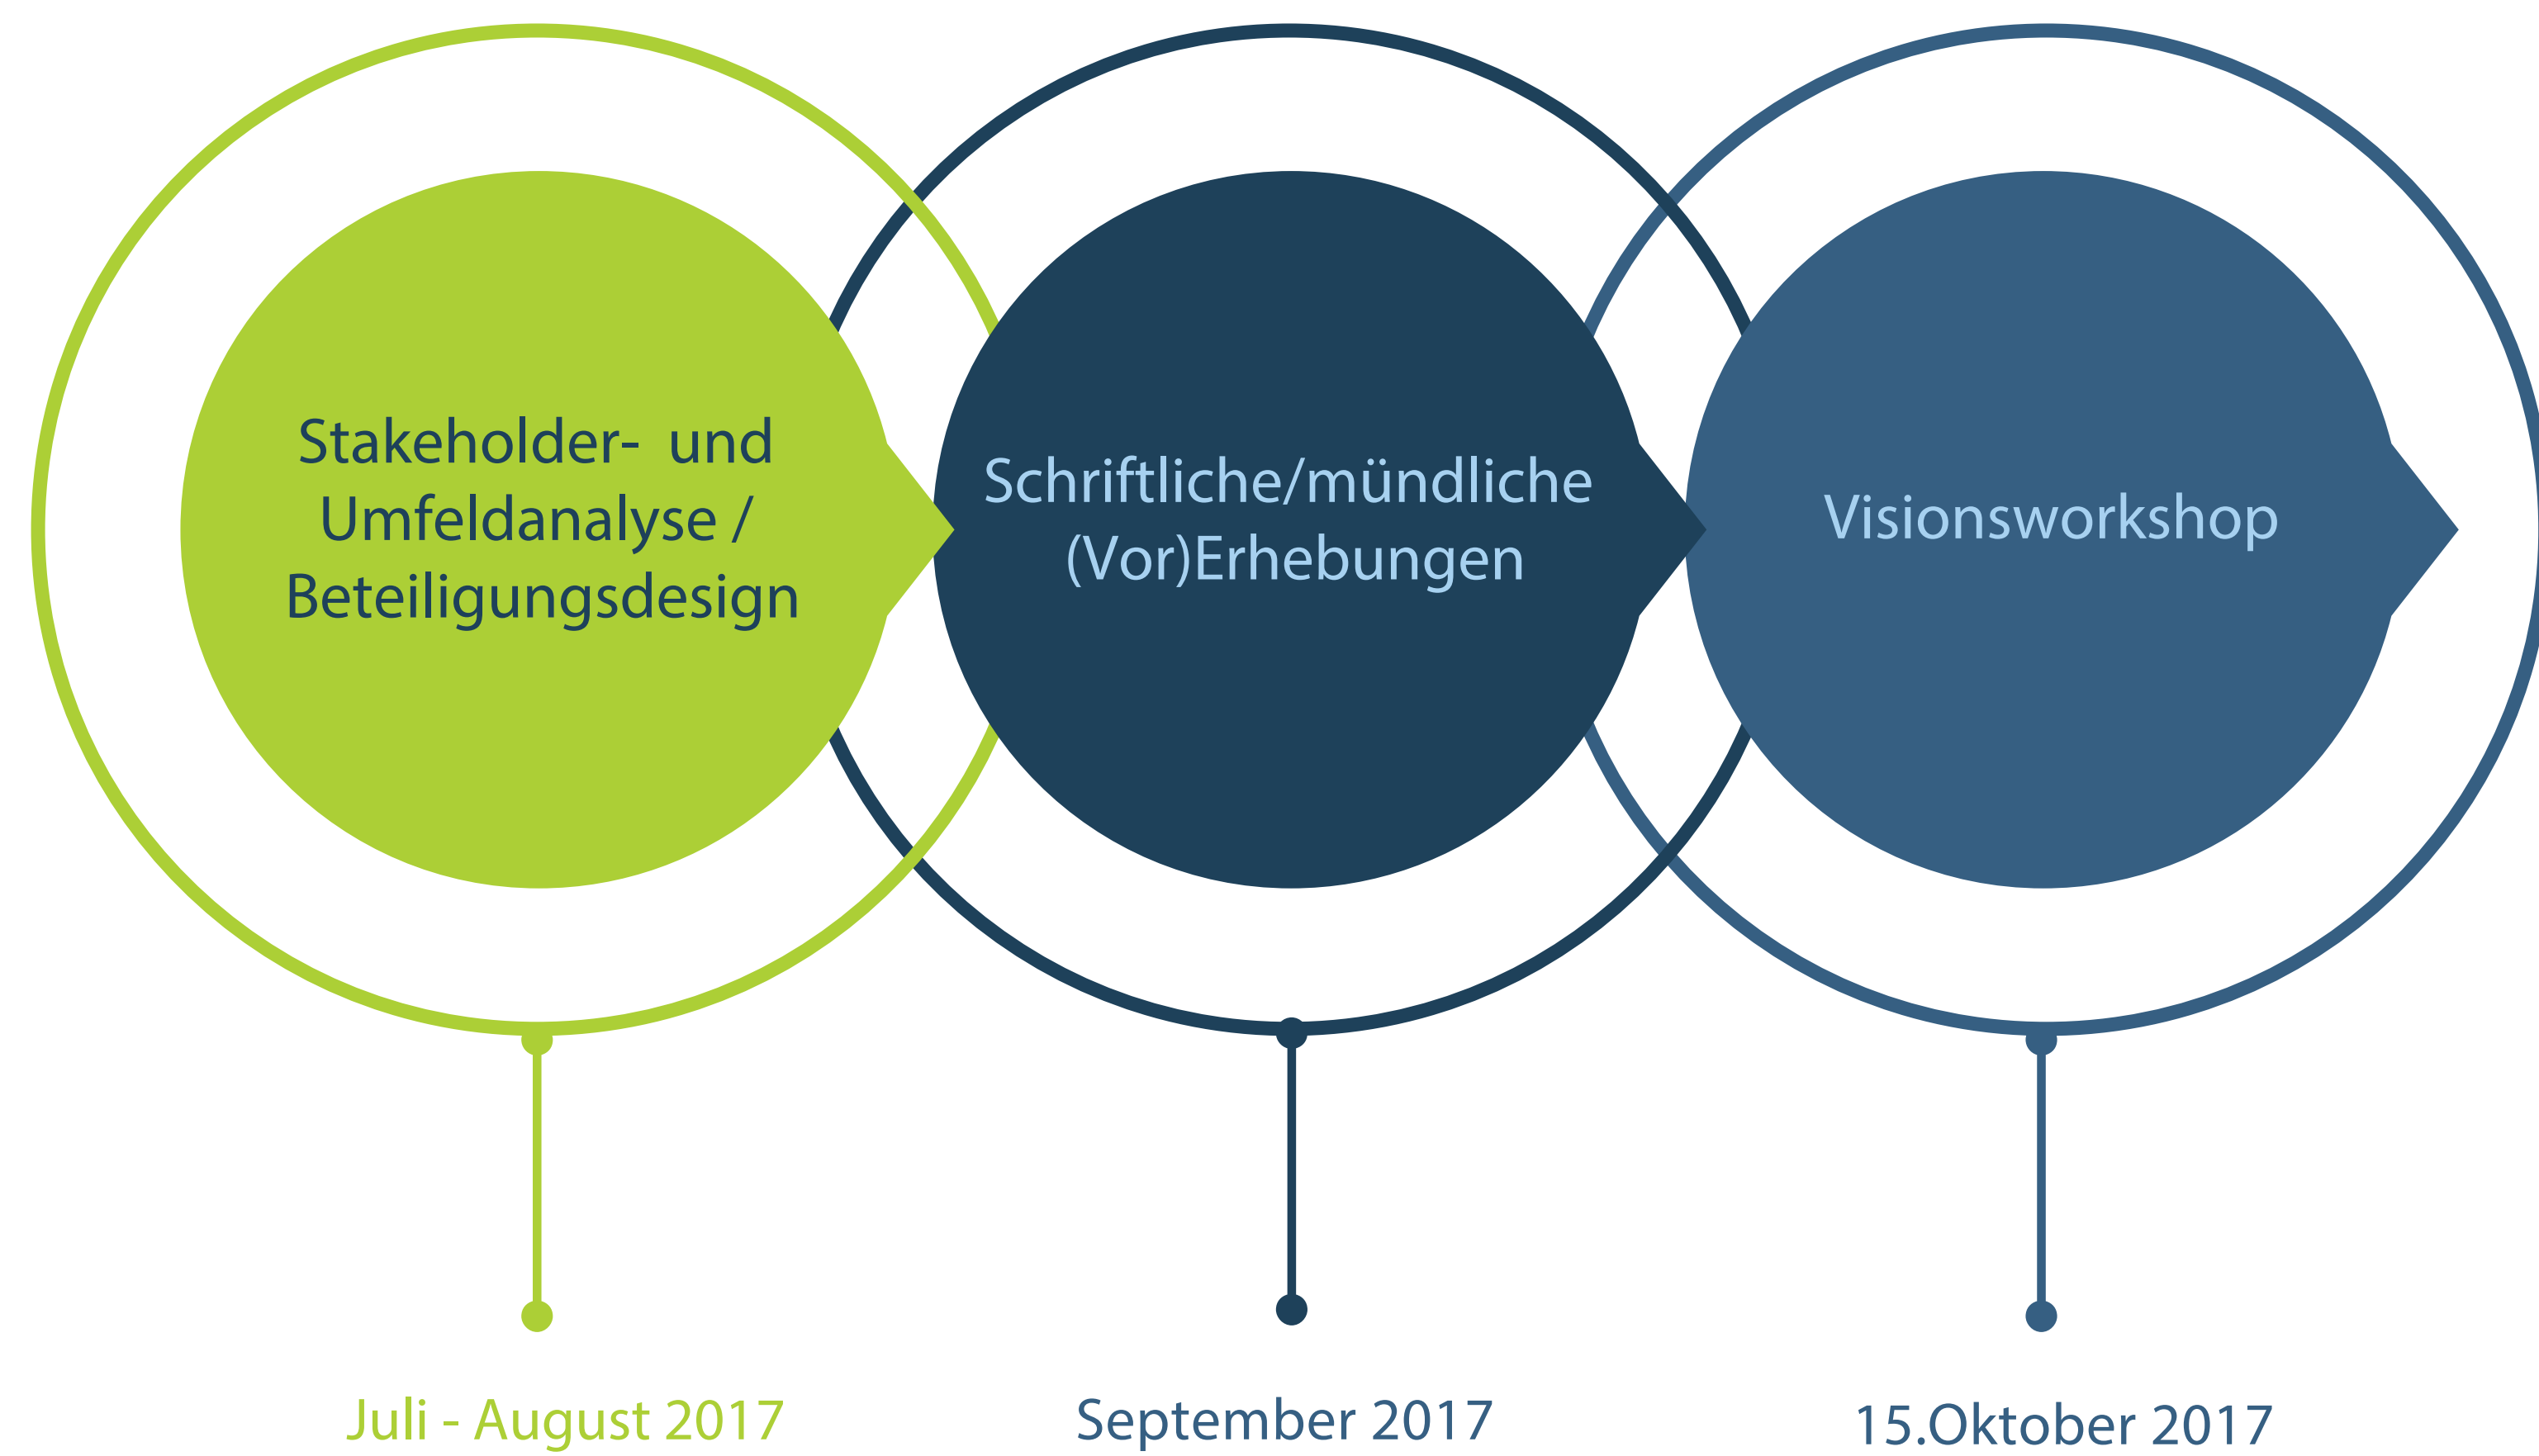 Stakeholder- und
Umfeldanalyse /
Beteiligungsdesign
Schriftliche/mündliche
(Vor)Erhebungen
Visionsworkshop
Juli - August 2017
September 2017
15.Oktober 2017